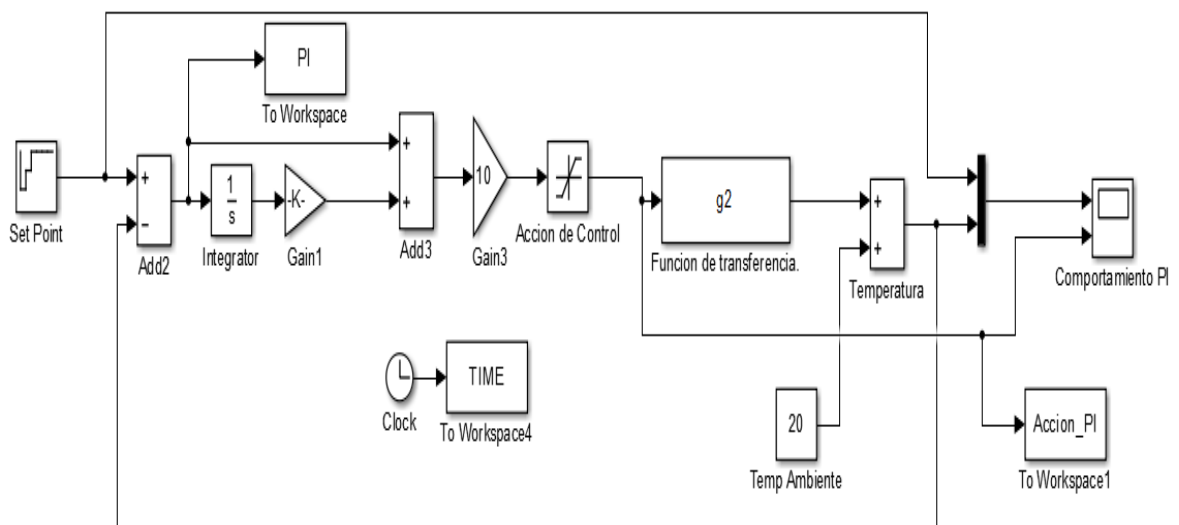 PI
To Workspace
Set Point
+
−
Add2
1
s
Integrator
-K-
Gain1
+
+
Add3
10
Gain3
Accion de Control
g2
Funcion de transferencia.
+
+
Temperatura
Comportamiento PI
Clock
TIME
To Workspace4
20
Temp Ambiente
Accion_PI
To Workspace1